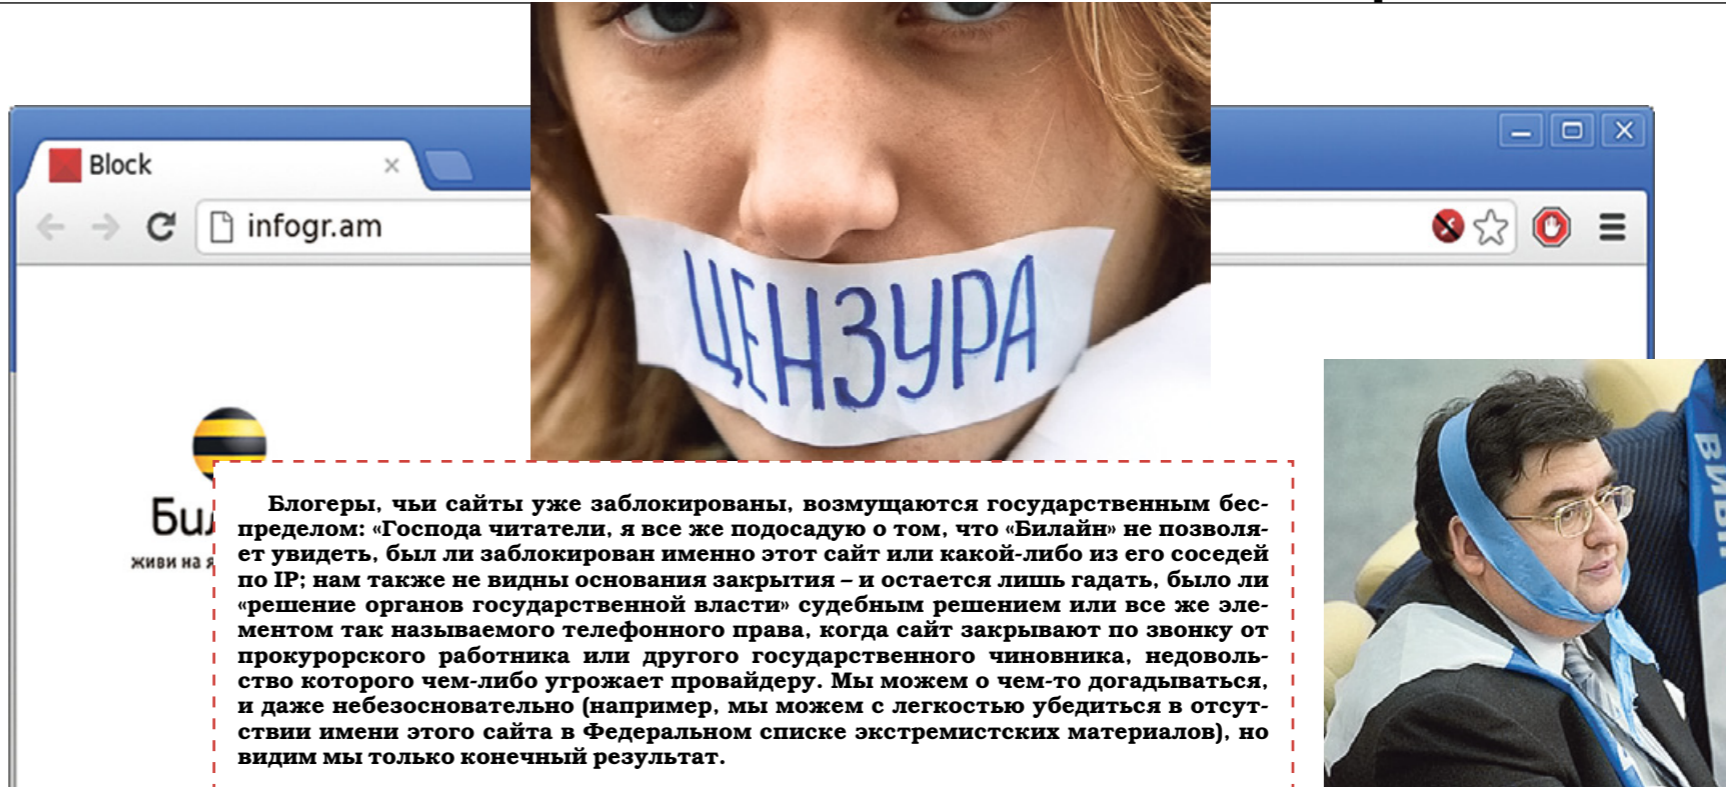 Block
infogr.am
ЦЕНЗУРА
живи на я
Блогеры, чьи сайты уже заблокированы, возмущаются государственным бес-
пределом: «Господа читатели, я все же подосадую о том, что «Билайн» не позволя-
ет увидеть, был ли заблокирован именно этот сайт или какой-либо из его соседей
по IP; нам также не видны основания закрытия – и остается лишь гадать, было ли
«решение органов государственной власти» судебным решением или все же эле-
ментом так называемого телефонного права, когда сайт закрывают по звонку от
прокурорского работника или другого государственного чиновника, недоволь-
ство которого чем-либо угрожает провайдеру. Мы можем о чем-то догадываться,
и даже небезосновательно (например, мы можем с легкостью убедиться в отсут-
ствии имени этого сайта в Федеральном списке экстремистских материалов), но
видим мы только конечный результат.